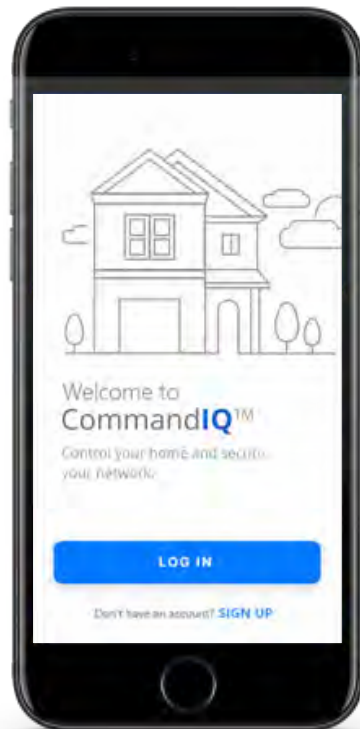 Welcome to
CommandIQ™
Control your home and secure
your network.
LOG IN
Don't have an account? SIGN UP